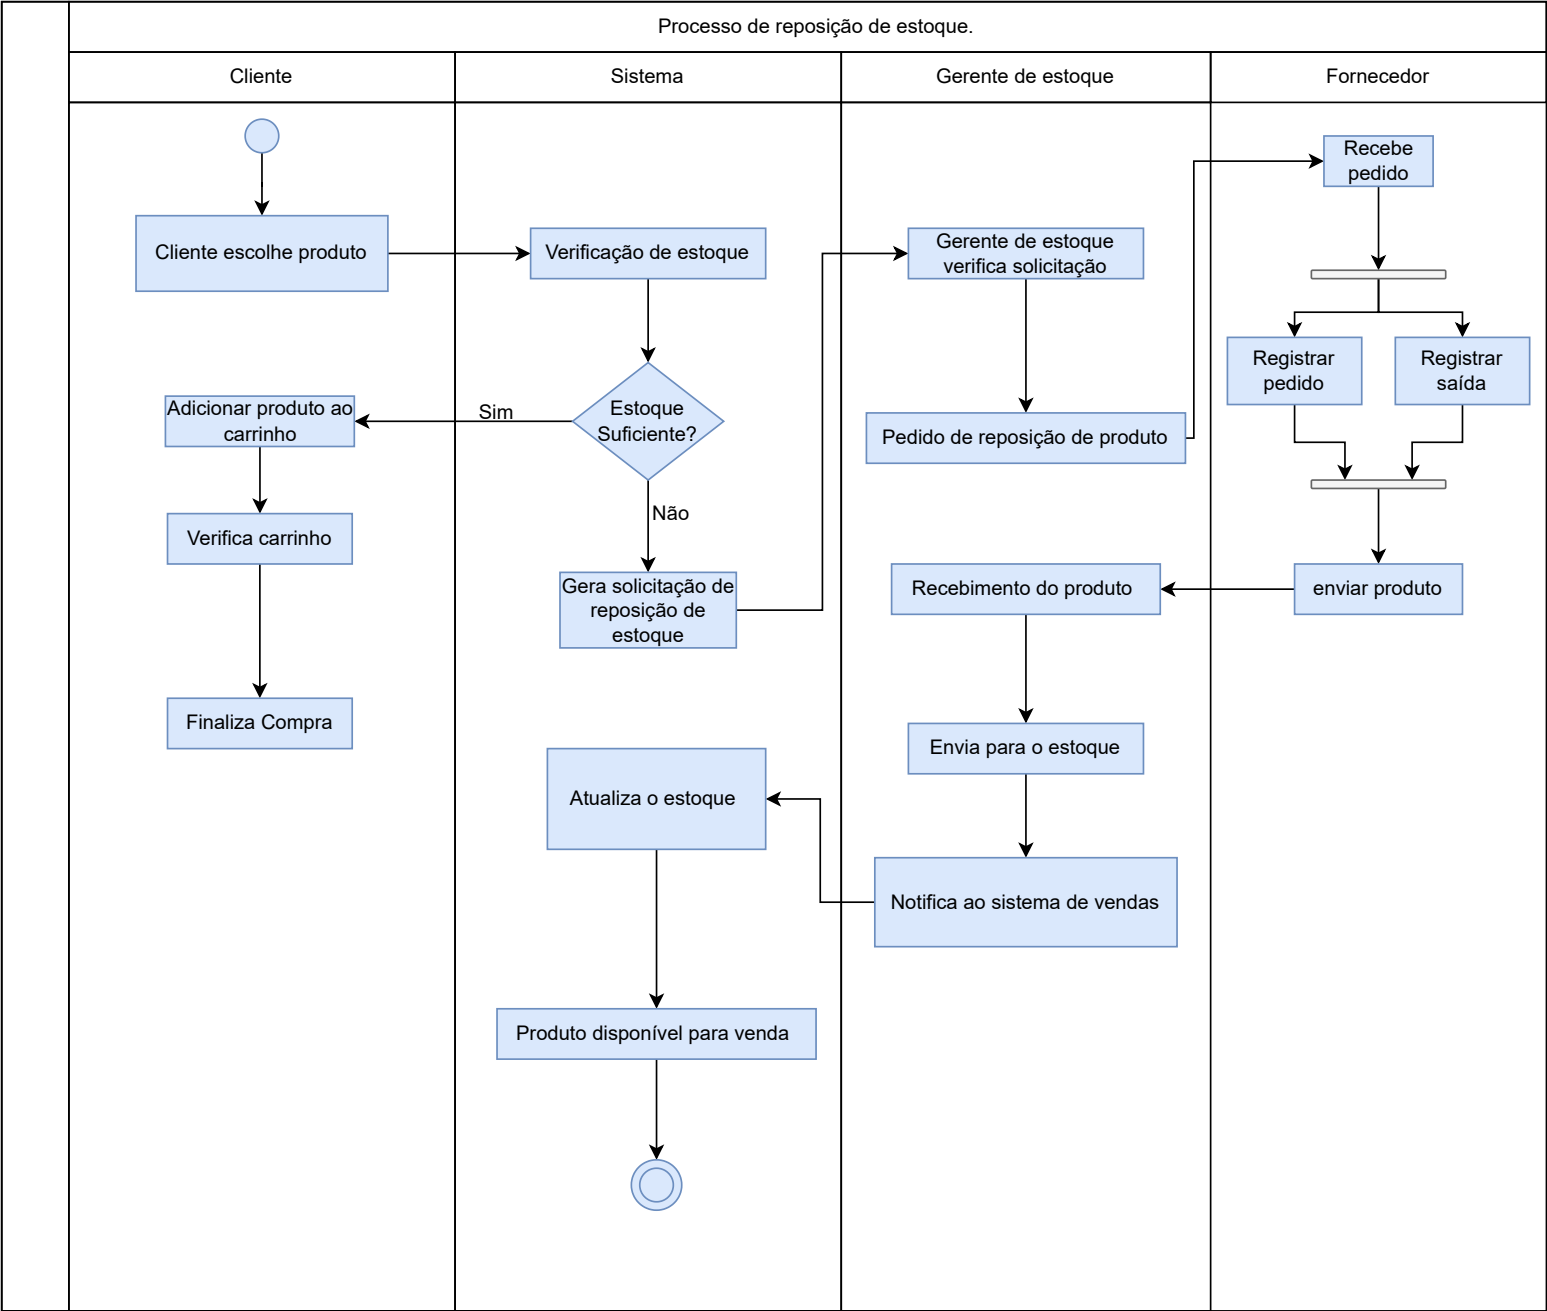 Processo de reposição de estoque.
Cliente
Sistema
Gerente de estoque
Fornecedor
Cliente escolhe produto
Adicionar produto ao
carrinho
Verifica carrinho
Finaliza Compra
Verificação de estoque
Estoque
Suficiente?
Sim
Não
Gera solicitação de
reposição de
estoque
Atualiza o estoque
Produto disponível para venda
Gerente de estoque
verifica solicitação
Pedido de reposição de produto
Recebimento do produto
Envia para o estoque
Notifica ao sistema de vendas
Recebe
pedido
Registrar
pedido
Registrar
saída
enviar produto